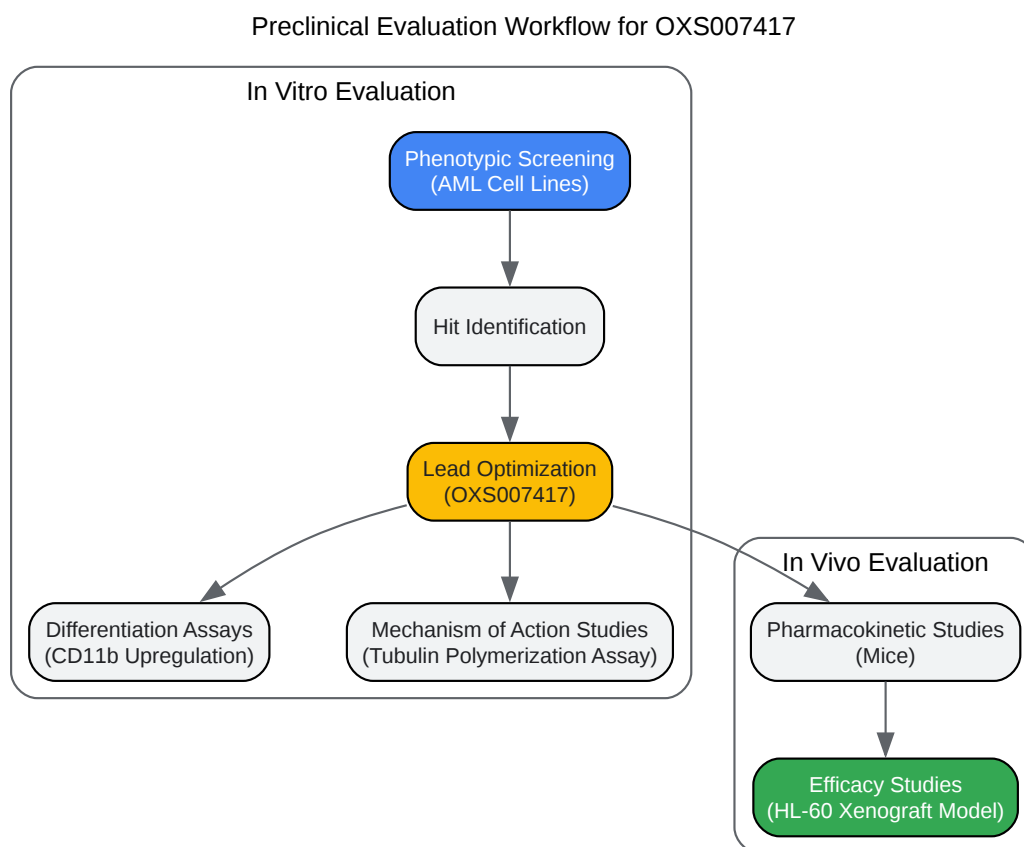 Preclinical Evaluation Workflow for OXS007417
In Vitro Evaluation
Phenotypic Screening
(AML Cell Lines)
Hit Identification
Lead Optimization
(OXS007417)
In Vivo Evaluation
Differentiation Assays
(CD11b Upregulation)
Mechanism of Action Studies
(Tubulin Polymerization Assay)
Pharmacokinetic Studies
(Mice)
Efficacy Studies
(HL-60 Xenograft Model)